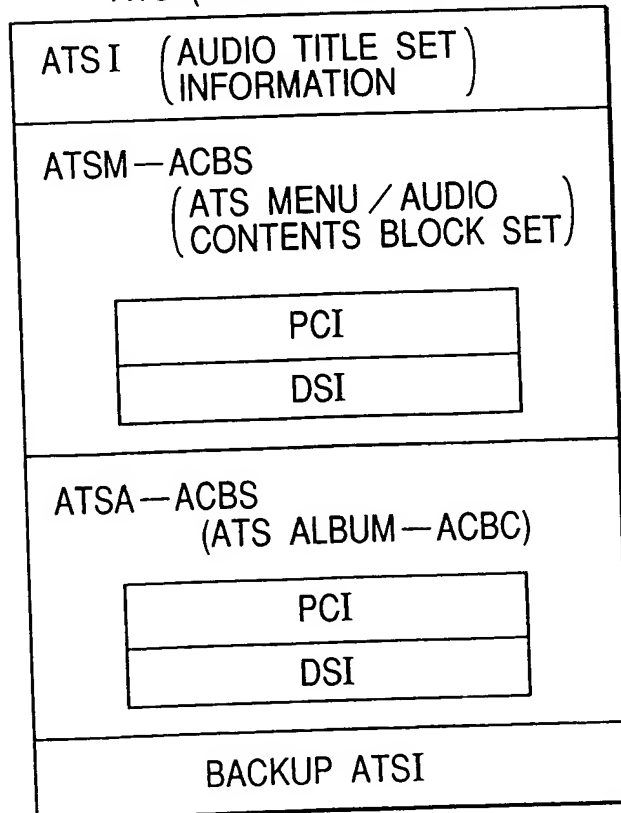 ATSI (AUDIO TITLE SET
INFORMATION)
ATSM—ACBS
(ATS MENU / AUDIO
CONTENTS BLOCK SET)
PCI
DSI
ATSA—ACBS
(ATS ALBUM—ACBC)
PCI
DSI
BACKUP ATSI